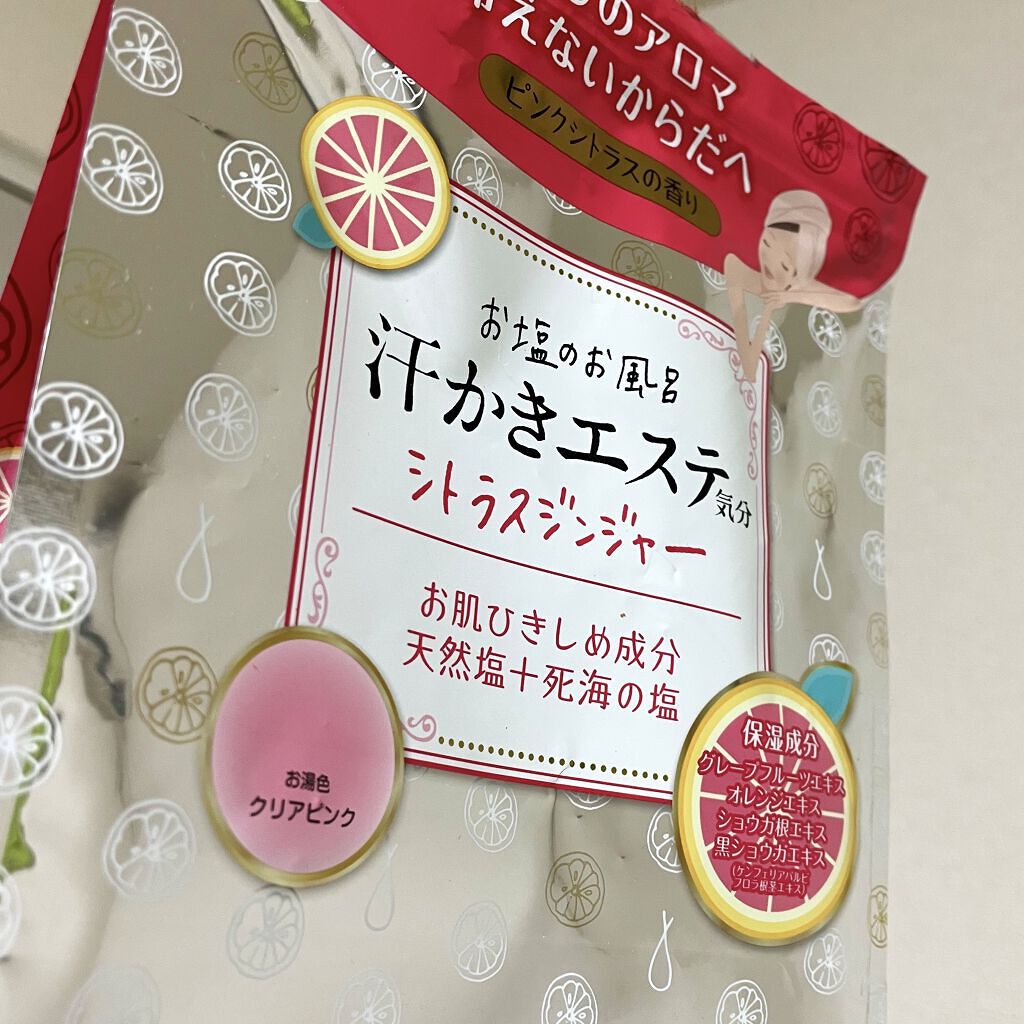 のアロマ
えないからだへ
ピンクシトラスの香り
お塩のお風呂
汗かきエステ気分
シトラスジンジャー
お肌ひきしめ成分
天然塩+死海の塩
お湯色
クリアピンク
保湿成分
グレープフルーツエキス
オレンジエキス
ショウガ根エキス
黒ショウガエキス
(ケンフェリアパルビ
フロラ根茎エキス)